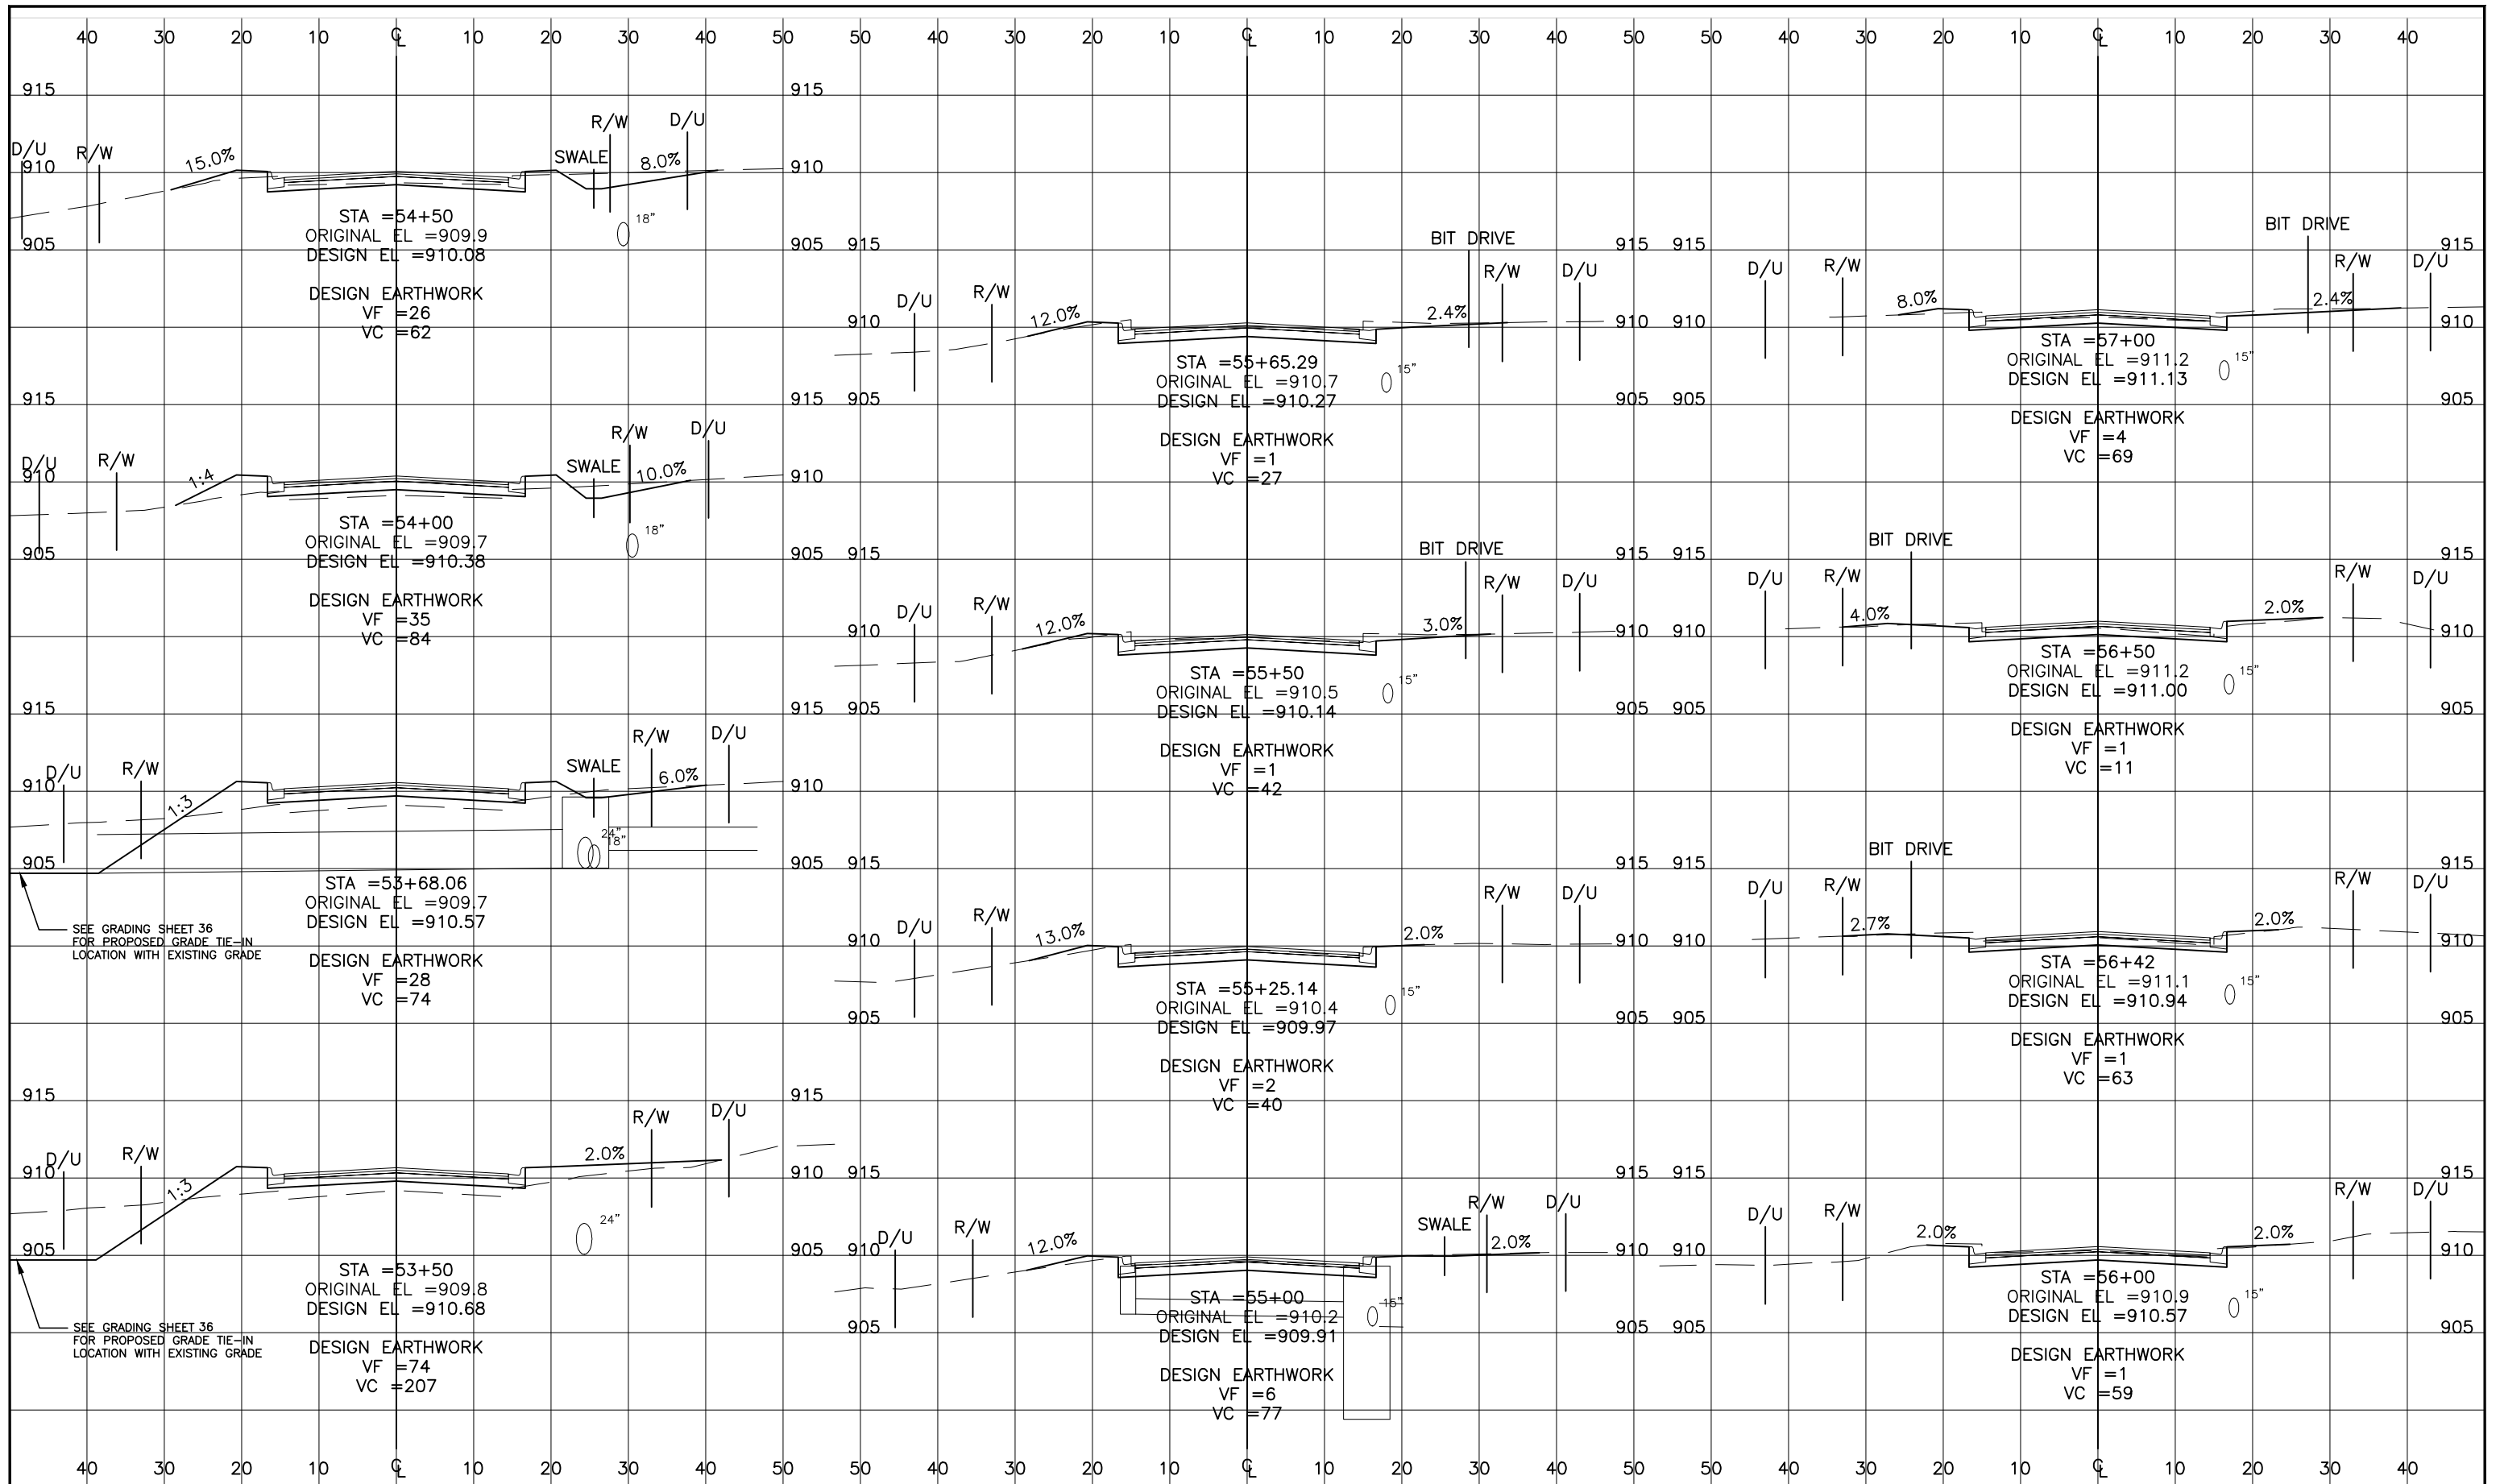 40 30 20 10 ℄ 10 20 30 40 50 40 30 20 10 ℄ 10 20 30 40 50 50 40 30 20 10 ℄ 10 20 30 40
915 915
D/U R/W 15.0% SWALE R/W 8.0% D/U
910 910
18"
905 905
STA =54+50
ORIGINAL EL =909.9
DESIGN EL =910.08
DESIGN EARTHWORK
VF =26
VC =62
915 915
D/U R/W 1:4 SWALE R/W 10.0% D/U
910 910
18"
905 905
STA =54+00
ORIGINAL EL =909.7
DESIGN EL =910.38
DESIGN EARTHWORK
VF =35
VC =84
915 915
D/U R/W 1:3 SWALE R/W 6.0% D/U
910 910
24"
18"
905 905
STA =53+68.06
ORIGINAL EL =909.7
DESIGN EL =910.57
SEE GRADING SHEET 36
FOR PROPOSED GRADE TIE-IN
LOCATION WITH EXISTING GRADE
DESIGN EARTHWORK
VF =28
VC =74
915 915
D/U R/W 1:3 2.0% R/W D/U
910 910
24"
905 905
STA =53+50
ORIGINAL EL =909.8
DESIGN EL =910.68
SEE GRADING SHEET 36
FOR PROPOSED GRADE TIE-IN
LOCATION WITH EXISTING GRADE
DESIGN EARTHWORK
VF =74
VC =207
915 915
D/U R/W 12.0% 2.4% BIT DRIVE R/W D/U
910 910
15"
905 905
STA =55+65.29
ORIGINAL EL =910.7
DESIGN EL =910.27
DESIGN EARTHWORK
VF =1
VC =27
915 915
D/U R/W 12.0% 3.0% BIT DRIVE R/W D/U
910 910
15"
905 905
STA =55+50
ORIGINAL EL =910.5
DESIGN EL =910.14
DESIGN EARTHWORK
VF =1
VC =42
915 915
D/U R/W 13.0% 2.0% R/W D/U
910 910
15"
905 905
STA =55+25.14
ORIGINAL EL =910.4
DESIGN EL =909.97
DESIGN EARTHWORK
VF =2
VC =40
915 915
D/U R/W 12.0% SWALE R/W 2.0% D/U
910 910
15"
905 905
STA =55+00
ORIGINAL EL =910.2
DESIGN EL =909.91
DESIGN EARTHWORK
VF =6
VC =77
915 915
D/U R/W 8.0% BIT DRIVE 2.4% R/W D/U
910 910
15"
905 905
STA =57+00
ORIGINAL EL =911.2
DESIGN EL =911.13
DESIGN EARTHWORK
VF =4
VC =69
915 915
D/U R/W 4.0% BIT DRIVE 2.0% R/W D/U
910 910
15"
905 905
STA =56+50
ORIGINAL EL =911.2
DESIGN EL =911.00
DESIGN EARTHWORK
VF =1
VC =11
915 915
D/U R/W 2.7% BIT DRIVE 2.0% R/W D/U
910 910
15"
905 905
STA =56+42
ORIGINAL EL =911.1
DESIGN EL =910.94
DESIGN EARTHWORK
VF =1
VC =63
915 915
D/U R/W 2.0% 2.0% R/W D/U
910 910
15"
905 905
STA =56+00
ORIGINAL EL =910.9
DESIGN EL =910.57
DESIGN EARTHWORK
VF =1
VC =59
40 30 20 10 ℄ 10 20 30 40 50 40 30 20 10 ℄ 10 20 30 40 50 50 40 30 20 10 ℄ 10 20 30 40